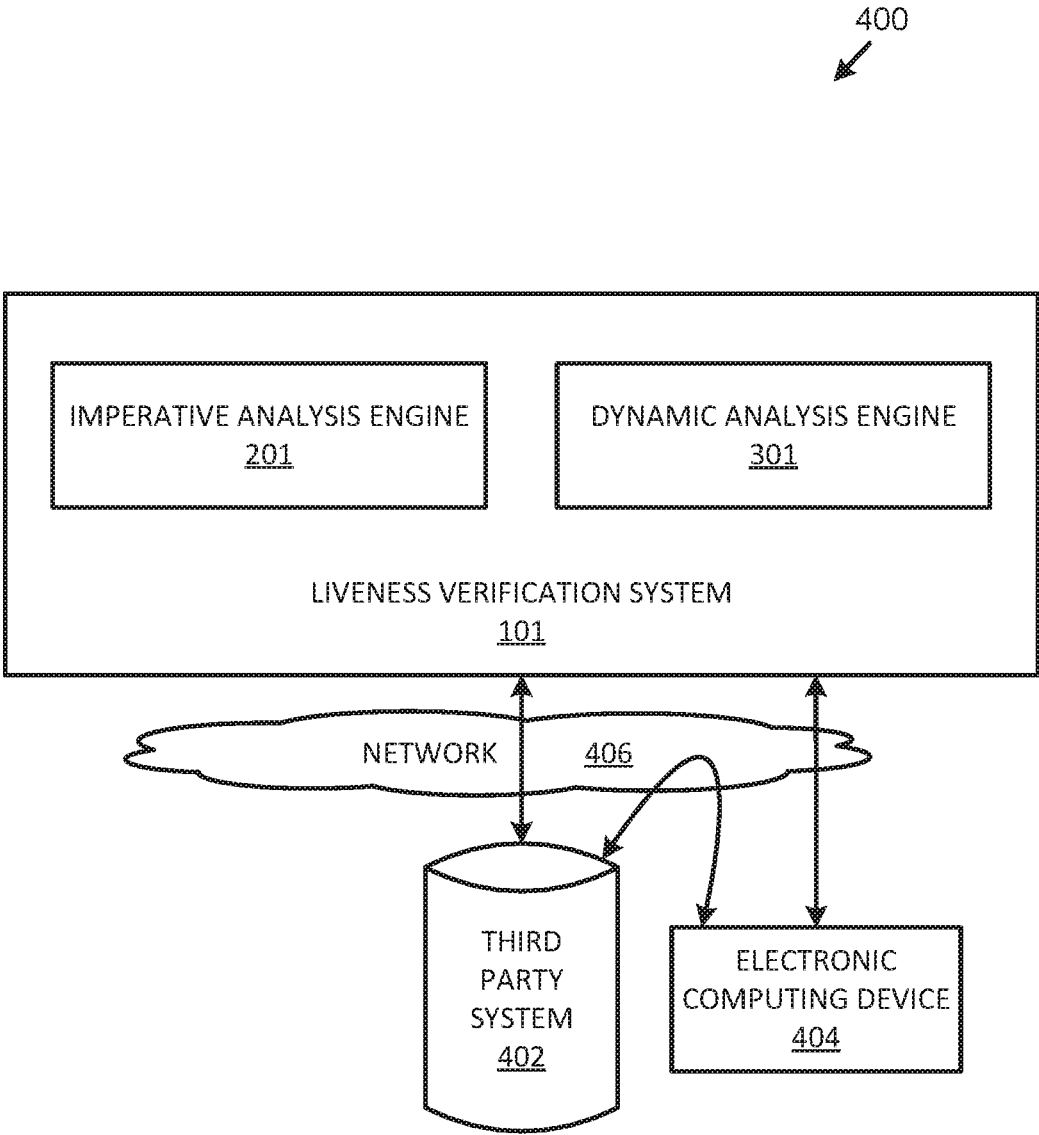 400
IMPERATIVE ANALYSIS ENGINE
201
DYNAMIC ANALYSIS ENGINE
301
LIVENESS VERIFICATION SYSTEM
101
NETWORK 406
THIRD
PARTY
SYSTEM
402
ELECTRONIC
COMPUTING DEVICE
404